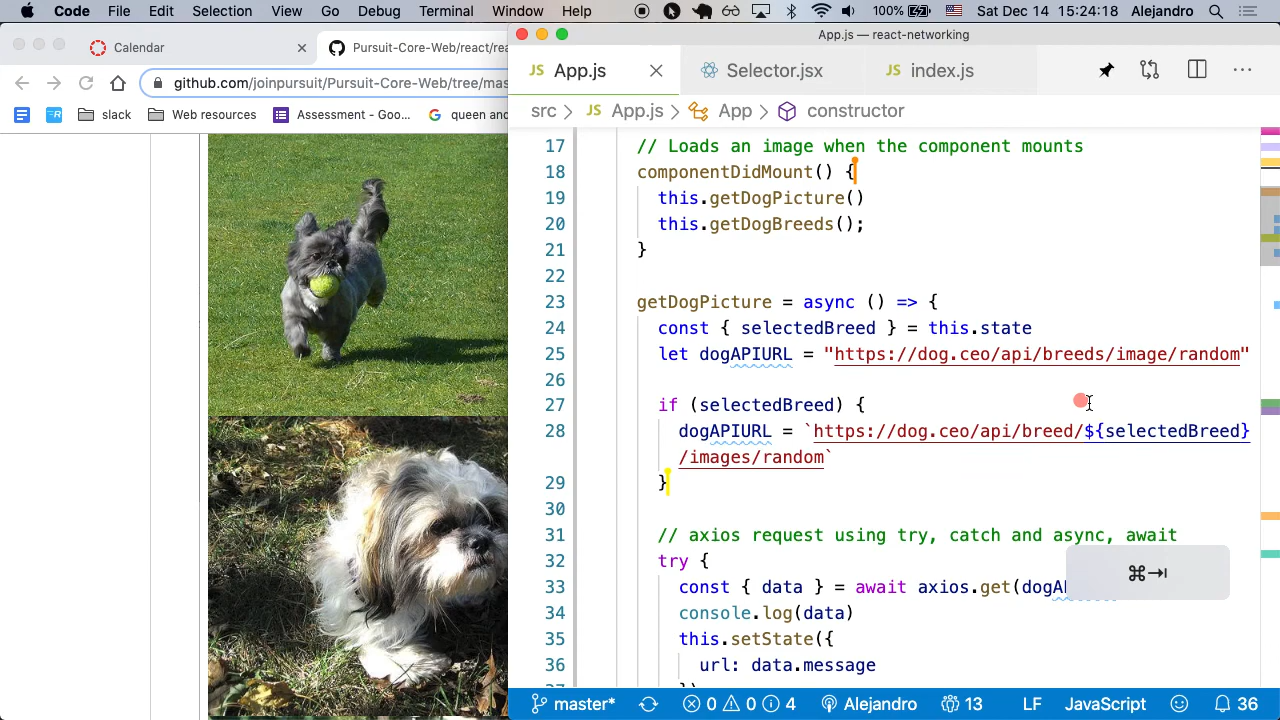 Code File Edit Selection View Go Debug Terminal Window Help 100% Sat Dec 14 15:24:18 Alejandro
Calendar
Pursuit-Core-Web/react/rea
github.com/joinpursuit/Pursuit-Core-Web/tree/mas
slack Web resources Assessment - Goo... queen and
App.js — react-networking
JS App.js Selector.jsx JS index.js
src > JS App.js > App > constructor
17 // Loads an image when the component mounts
18 componentDidMount() {
19 this.getDogPicture()
20 this.getDogBreeds();
21 }
22
23 getDogPicture = async () => {
24 const { selectedBreed } = this.state
25 let dogAPIURL = "https://dog.ceo/api/breeds/image/random"
26
27 if (selectedBreed) {
28 dogAPIURL = `https://dog.ceo/api/breed/${selectedBreed}
/images/random`
29 }
30
31 // axios request using try, catch and async, await
32 try {
33 const { data } = await axios.get(
34 console.log(data)
35 this.setState({
36 url: data.message
⌘⇥
master* 0 0 4 Alejandro 13 LF JavaScript 36